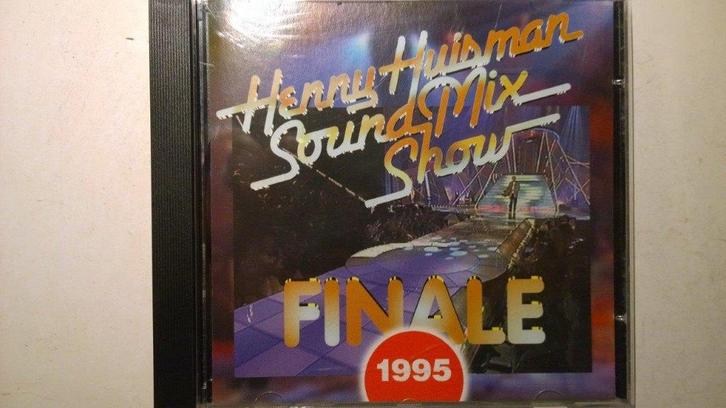 Henny Huisman
Sound Mix
Show
FINALE
1995